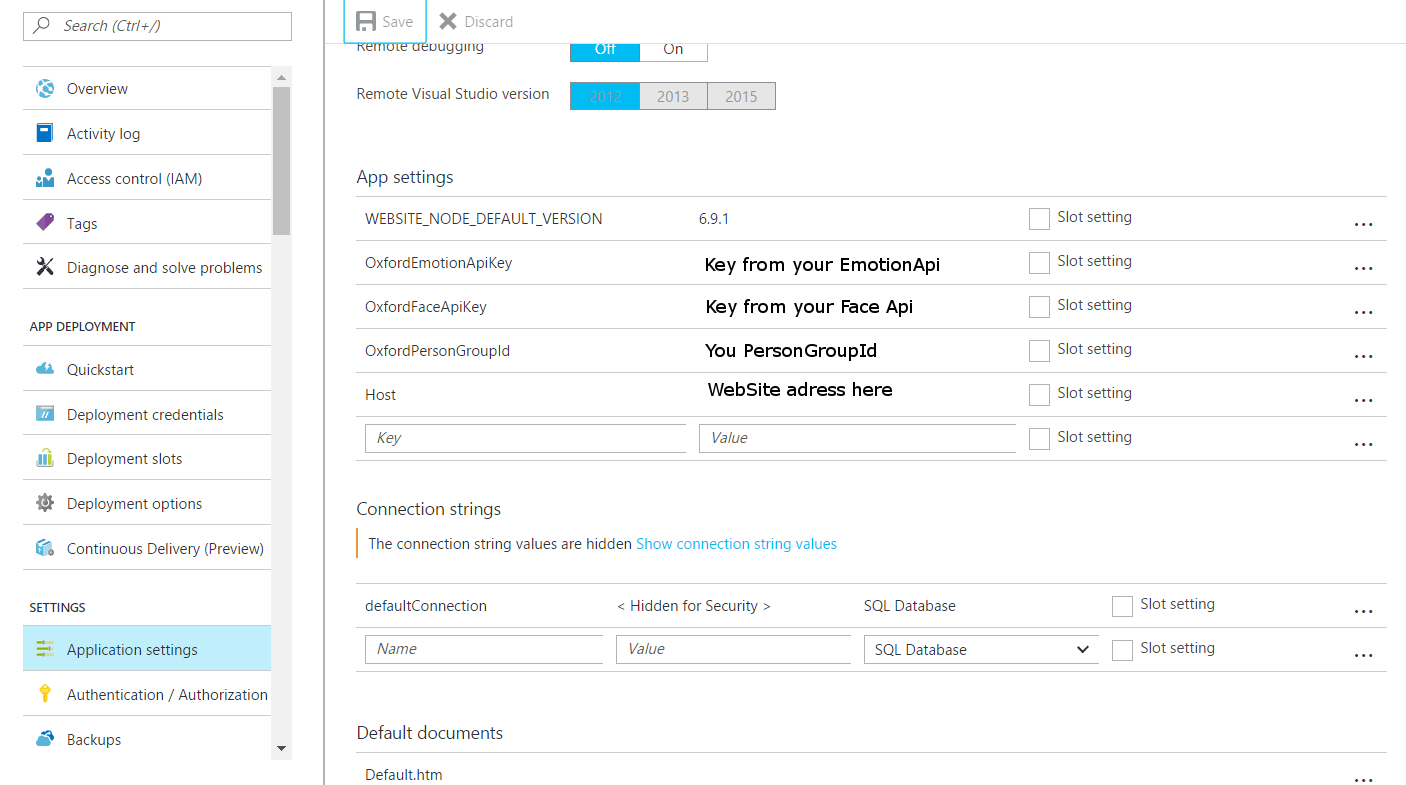 Search (Ctrl+/)
Overview
Activity log
Access control (IAM)
Tags
Diagnose and solve problems
APP DEPLOYMENT
Quickstart
Deployment credentials
Deployment slots
Deployment options
Continuous Delivery (Preview)
SETTINGS
Application settings
Authentication / Authorization
Backups
Save Discard
Remote debugging Off On
Remote Visual Studio version 2012 2013 2015
App settings
WEBSITE_NODE_DEFAULT_VERSION 6.9.1 Slot setting ...
OxfordEmotionApiKey Key from your EmotionApi Slot setting ...
OxfordFaceApiKey Key from your Face Api Slot setting ...
OxfordPersonGroupId You PersonGroupId Slot setting ...
Host WebSite adress here Slot setting ...
Key Value Slot setting ...
Connection strings
The connection string values are hidden Show connection string values
defaultConnection < Hidden for Security > SQL Database Slot setting ...
Name Value SQL Database Slot setting ...
Default documents
Default.htm ...